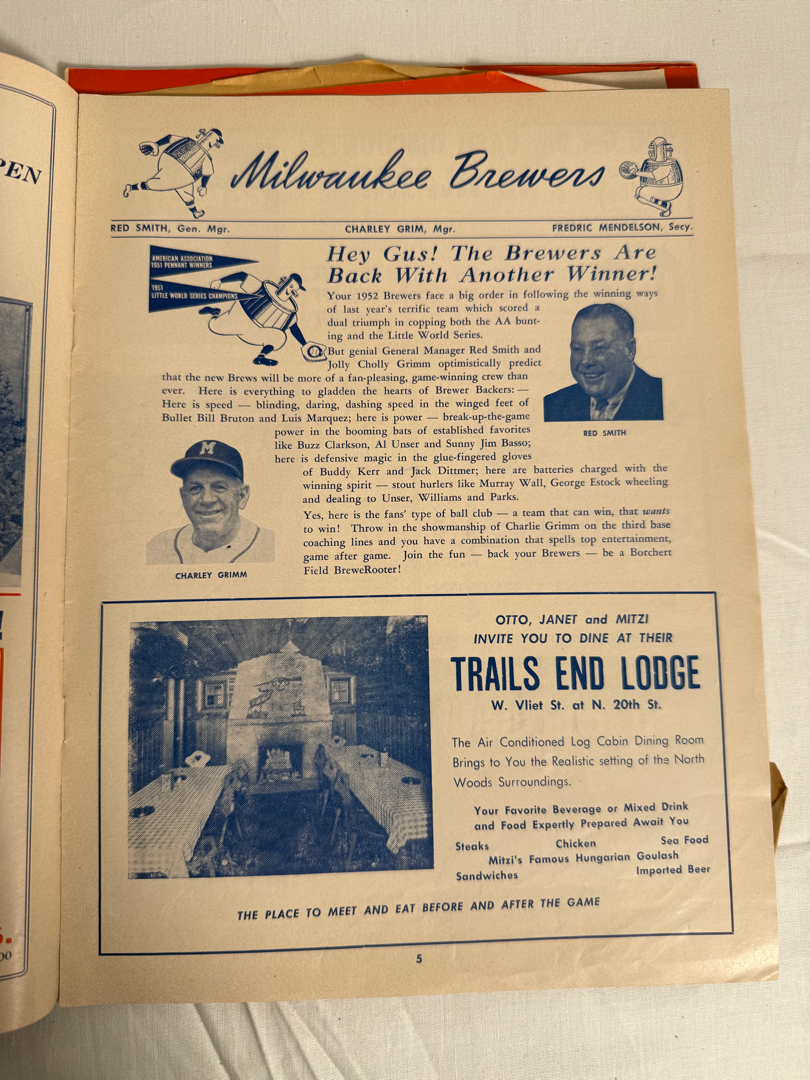 PEN
Milwaukee Brewers
RED SMITH, Gen. Mgr.
CHARLEY GRIM, Mgr.
FREDRIC MENDELSON, Secy.
AMERICAN ASSOCIATION
1951 PENNANT WINNERS
1951
LITTLE WORLD SERIES CHAMPIONS
Hey Gus! The Brewers Are
Back With Another Winner!
Your 1952 Brewers face a big order in following the winning ways
of last year's terrific team which scored a
dual triumph in copping both the AA bunt-
ing and the Little World Series.
But genial General Manager Red Smith and
Jolly Cholly Grimm optimistically predict
that the new Brews will be more of a fan-pleasing, game-winning crew than
ever. Here is everything to gladden the hearts of Brewer Backers: —
Here is speed — blinding, daring, dashing speed in the winged feet of
Bullet Bill Bruton and Luis Marquez; here is power — break-up-the-game
power in the booming bats of established favorites
like Buzz Clarkson, Al Unser and Sunny Jim Basso;
here is defensive magic in the glue-fingered gloves
of Buddy Kerr and Jack Dittmer; here are batteries charged with the
winning spirit — stout hurlers like Murray Wall, George Estock wheeling
and dealing to Unser, Williams and Parks.
Yes, here is the fans' type of ball club — a team that can win, that wants
to win! Throw in the showmanship of Charlie Grimm on the third base
coaching lines and you have a combination that spells top entertainment,
game after game. Join the fun — back your Brewers — be a Borchert
Field BreweRooter!
RED SMITH
M
CHARLEY GRIMM
OTTO, JANET and MITZI
INVITE YOU TO DINE AT THEIR
TRAILS END LODGE
W. Vliet St. at N. 20th St.
The Air Conditioned Log Cabin Dining Room
Brings to You the Realistic setting of the North
Woods Surroundings.
Your Favorite Beverage or Mixed Drink
and Food Expertly Prepared Await You
Steaks Chicken Sea Food
Mitzi's Famous Hungarian Goulash
Sandwiches Imported Beer
THE PLACE TO MEET AND EAT BEFORE AND AFTER THE GAME
5